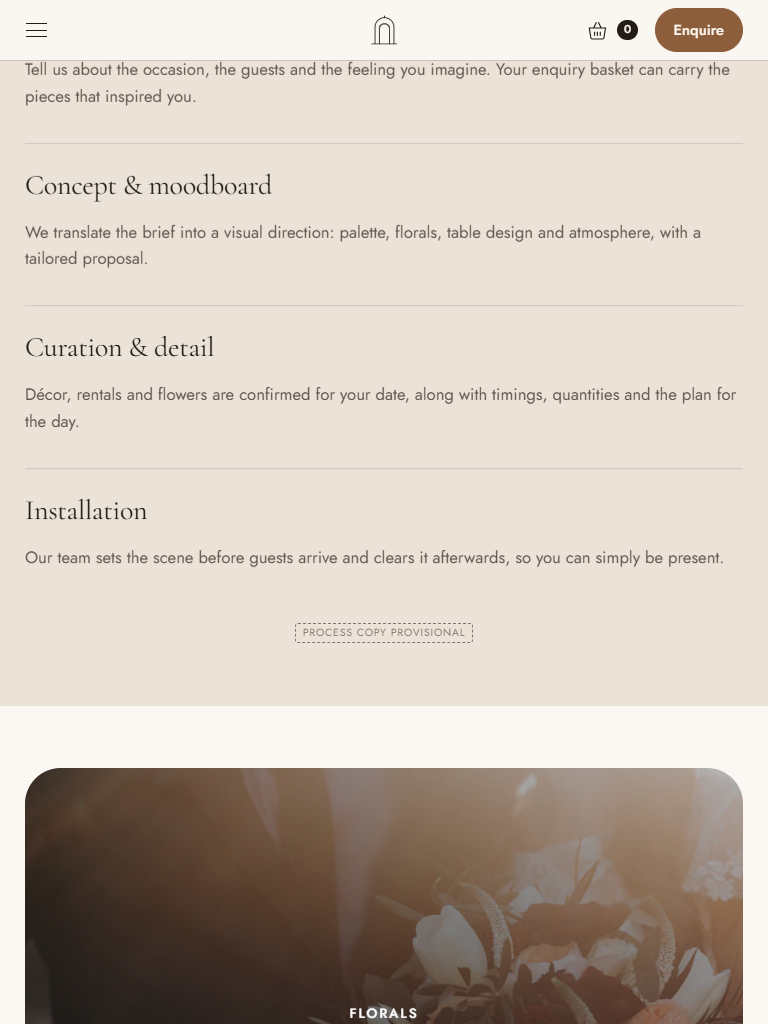 0
Enquire
Tell us about the occasion, the guests and the feeling you imagine. Your enquiry basket can carry the
pieces that inspired you.
Concept & moodboard
We translate the brief into a visual direction: palette, florals, table design and atmosphere, with a
tailored proposal.
Curation & detail
Décor, rentals and flowers are confirmed for your date, along with timings, quantities and the plan for
the day.
Installation
Our team sets the scene before guests arrive and clears it afterwards, so you can simply be present.
PROCESS COPY PROVISIONAL
FLORALS